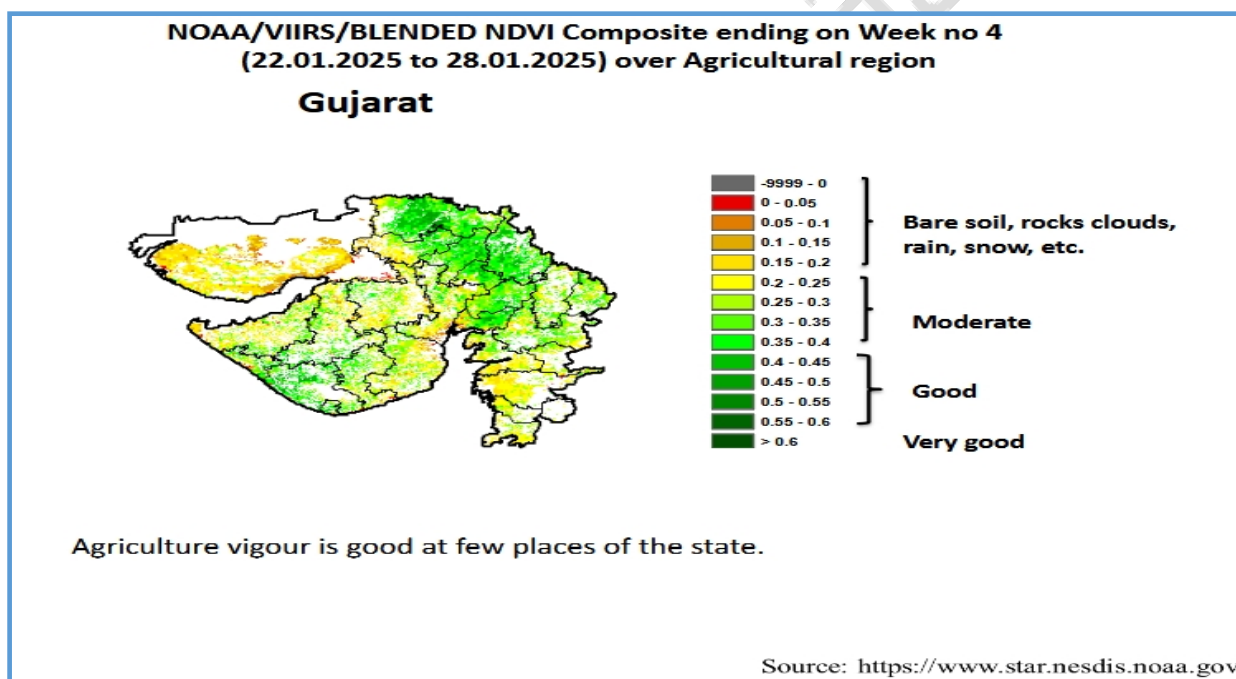 NOAA/VIIRS/BLENDED NDVI Composite ending on Week no 4
(22.01.2025 to 28.01.2025) over Agricultural region
Gujarat
-9999 - 0
0 - 0.05
0.05 - 0.1
0.1 - 0.15
0.15 - 0.2
0.2 - 0.25
0.25 - 0.3
0.3 - 0.35
0.35 - 0.4
0.4 - 0.45
0.45 - 0.5
0.5 - 0.55
0.55 - 0.6
> 0.6
Bare soil, rocks clouds,
rain, snow, etc.
Moderate
Good
Very good
Agriculture vigour is good at few places of the state.
Source: https://www.star.nesdis.noaa.gov